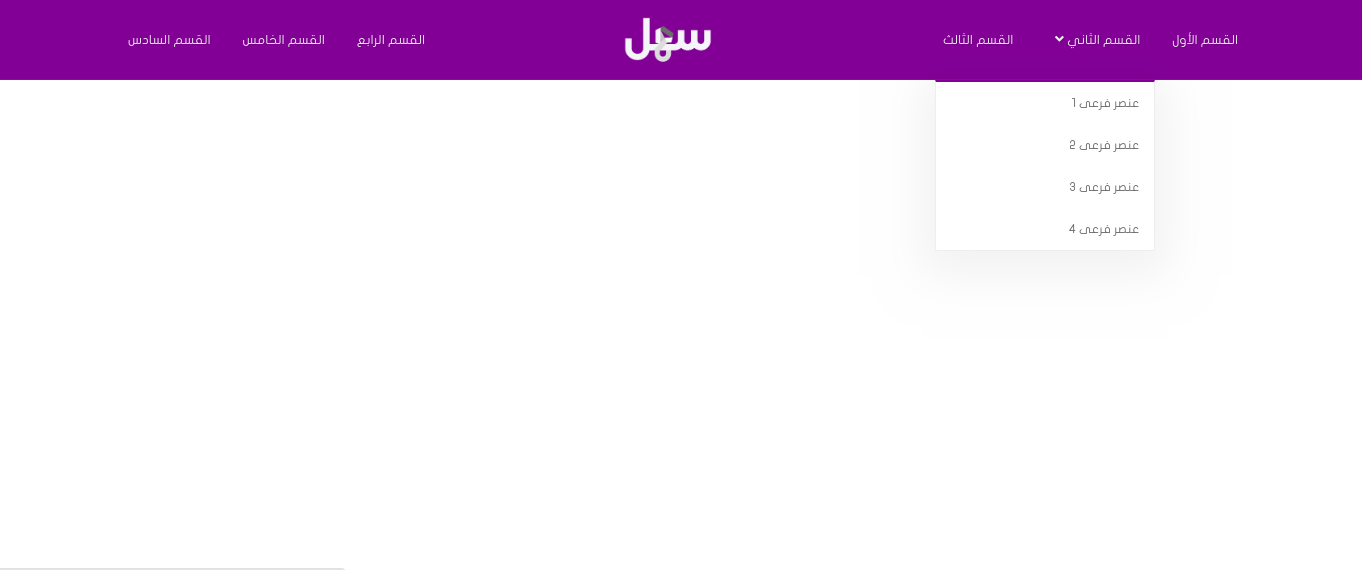 القسم الأول
القسم الثاني
القسم الثالث
سهل
القسم الرابع
القسم الخامس
القسم السادس
عنصر فرعى 1
عنصر فرعى 2
عنصر فرعى 3
عنصر فرعى 4